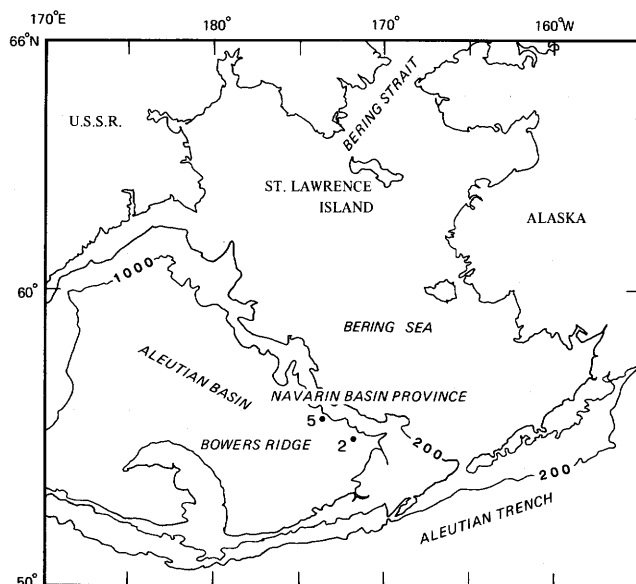 170°E
180°
170°
160°W
66°N
U.S.S.R.
BERING STRAIT
ST. LAWRENCE
ISLAND
ALASKA
1000
60°
BERING SEA
ALEUTIAN BASIN
NAVARIN BASIN PROVINCE
5
2
200
BOWERS RIDGE
200
ALEUTIAN TRENCH
50°